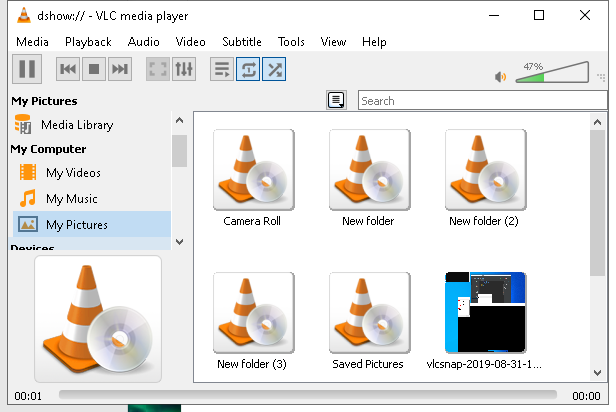 dshow:// - VLC media player
Media Playback Audio Video Subtitle Tools View Help
47%
My Pictures
Search
Media Library
My Computer
My Videos
My Music
My Pictures
Devices
Camera Roll New folder New folder (2)
New folder (3) Saved Pictures vlcsnap-2019-08-31-1...
00:01 00:00